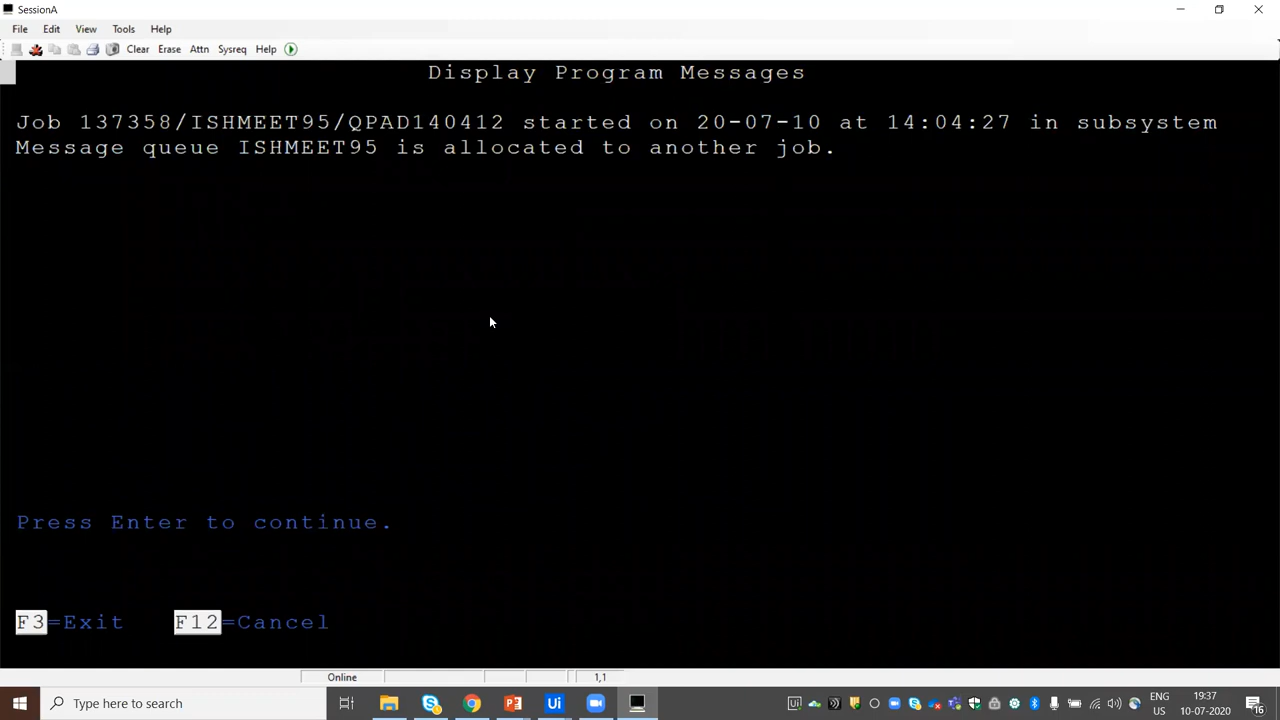 SessionA
File Edit View Tools Help
Clear Erase Attn Sysreq Help
Display Program Messages
Job 137358/ISHMEET95/QPAD140412 started on 20-07-10 at 14:04:27 in subsystem
Message queue ISHMEET95 is allocated to another job.
Press Enter to continue.
F3=Exit F12=Cancel
Online 1,1
Type here to search
Ui
Ui
ENG
US
19:37
10-07-2020
16